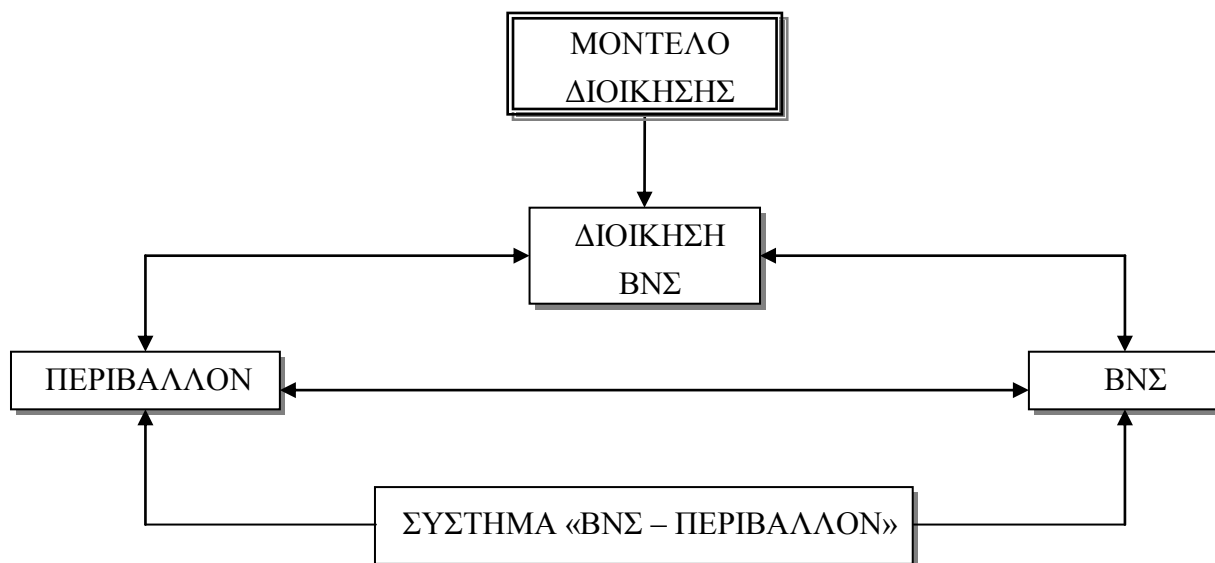 ΜΟΝΤΕΛΟ
ΔΙΟΙΚΗΣΗΣ
ΔΙΟΙΚΗΣΗ
ΒΝΣ
ΠΕΡΙΒΑΛΛΟΝ
ΒΝΣ
ΣΥΣΤΗΜΑ «ΒΝΣ – ΠΕΡΙΒΑΛΛΟΝ»